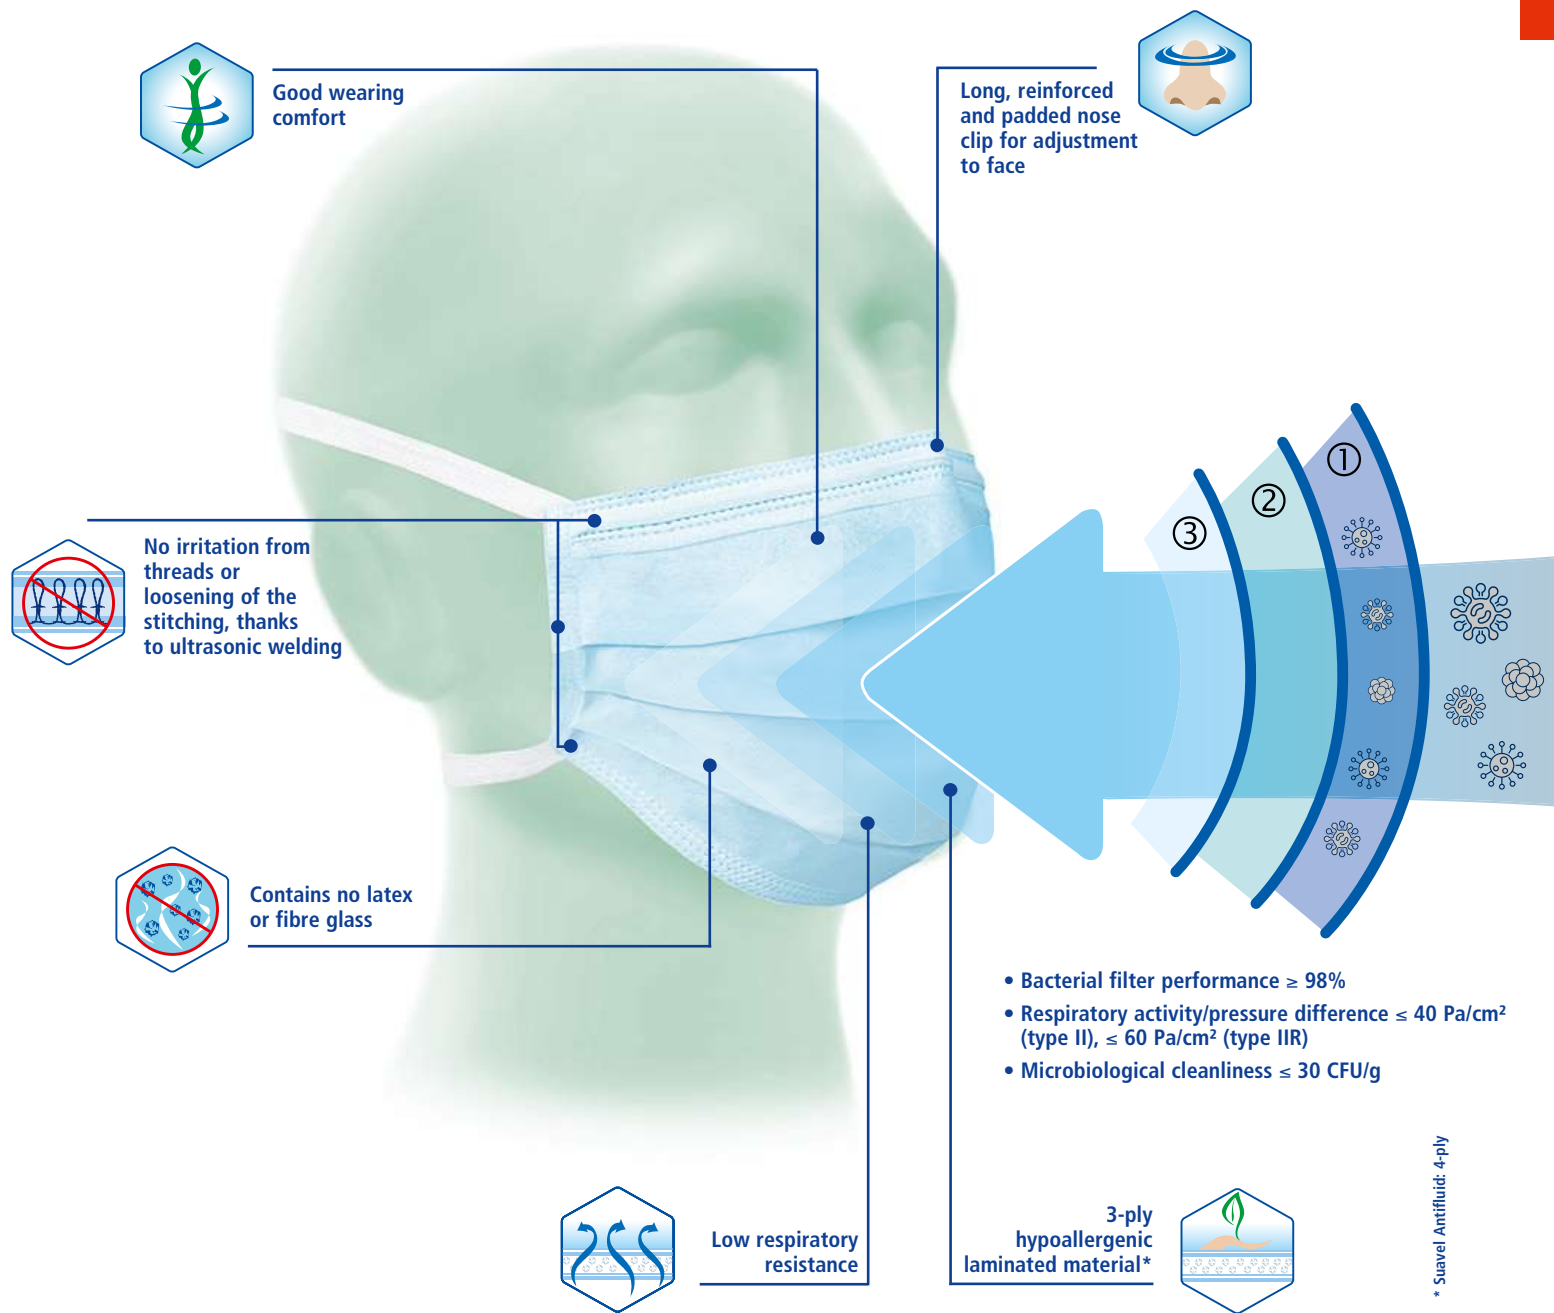 Good wearing
comfort
Long, reinforced
and padded nose
clip for adjustment
to face
①
②
③
No irritation from
threads or
loosening of the
stitching, thanks
to ultrasonic welding
Contains no latex
or fibre glass
• Bacterial filter performance ≥ 98%
• Respiratory activity/pressure difference ≤ 40 Pa/cm²
(type II), ≤ 60 Pa/cm² (type IIR)
• Microbiological cleanliness ≤ 30 CFU/g
Low respiratory
resistance
3-ply
hypoallergenic
laminated material*
* Suavel Antifluid: 4-ply